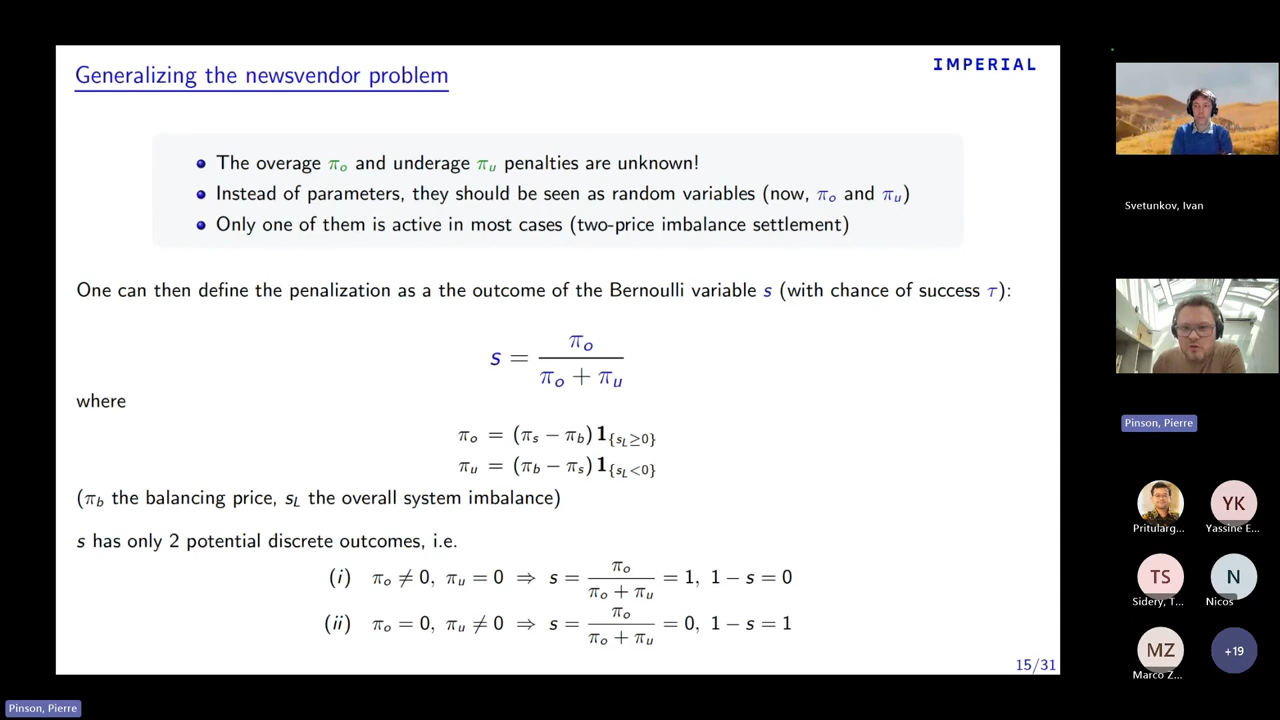 Generalizing the newsvendor problem
IMPERIAL
The overage π_o and underage π_u penalties are unknown!
Instead of parameters, they should be seen as random variables (now, π_o and π_u)
Only one of them is active in most cases (two-price imbalance settlement)
One can then define the penalization as a the outcome of the Bernoulli variable s (with chance of success τ):
s = π_o / (π_o + π_u)
where
π_o = (π_s − π_b) 1_{s_L≥0}
π_u = (π_b − π_s) 1_{s_L<0}
(π_b the balancing price, s_L the overall system imbalance)
s has only 2 potential discrete outcomes, i.e.
(i) π_o ≠ 0, π_u = 0 ⇒ s = π_o / (π_o + π_u) = 1, 1 − s = 0
(ii) π_o = 0, π_u ≠ 0 ⇒ s = π_o / (π_o + π_u) = 0, 1 − s = 1
15/31
Svetunkov, Ivan
Pinson, Pierre
YK
Pritularg...
Yassine E...
TS
N
Sidery, T...
Nicos
MZ
+19
Marco Z...
Pinson, Pierre